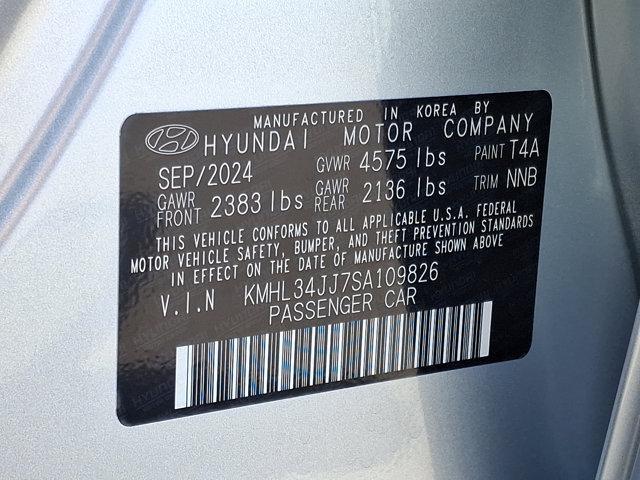 MANUFACTURED IN KOREA BY
HYUNDAI MOTOR COMPANY
SEP/2024 GVWR 4575 lbs PAINT T4A
GAWR FRONT 2383 lbs GAWR REAR 2136 lbs TRIM NNB
THIS VEHICLE CONFORMS TO ALL APPLICABLE U.S.A. FEDERAL
MOTOR VEHICLE SAFETY, BUMPER, AND THEFT PREVENTION STANDARDS
IN EFFECT ON THE DATE OF MANUFACTURE SHOWN ABOVE
V.I.N KMHL34JJ7SA109826
PASSENGER CAR